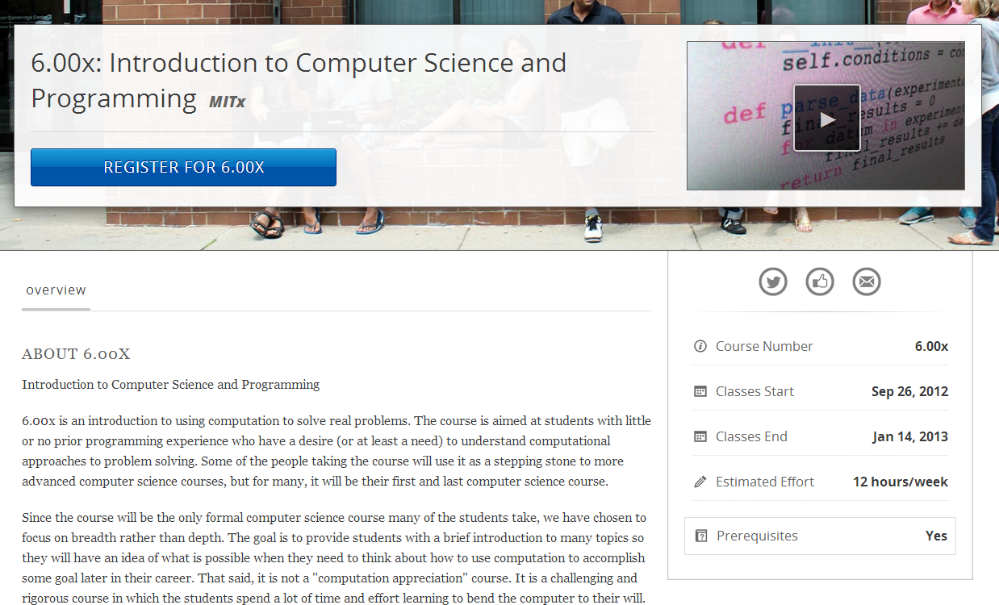 6.00x: Introduction to Computer Science and
Programming MITx
REGISTER FOR 6.00X
self.conditions =
def parse_data(experimenta
final_results = 0
for datum in experiment
final_results +=
return final_results
overview
ABOUT 6.00X
Introduction to Computer Science and Programming
6.00x is an introduction to using computation to solve real problems. The course is aimed at students with little
or no prior programming experience who have a desire (or at least a need) to understand computational
approaches to problem solving. Some of the people taking the course will use it as a stepping stone to more
advanced computer science courses, but for many, it will be their first and last computer science course.
Since the course will be the only formal computer science course many of the students take, we have chosen to
focus on breadth rather than depth. The goal is to provide students with a brief introduction to many topics so
they will have an idea of what is possible when they need to think about how to use computation to accomplish
some goal later in their career. That said, it is not a "computation appreciation" course. It is a challenging and
rigorous course in which the students spend a lot of time and effort learning to bend the computer to their will.
Course Number 6.00x
Classes Start Sep 26, 2012
Classes End Jan 14, 2013
Estimated Effort 12 hours/week
Prerequisites Yes